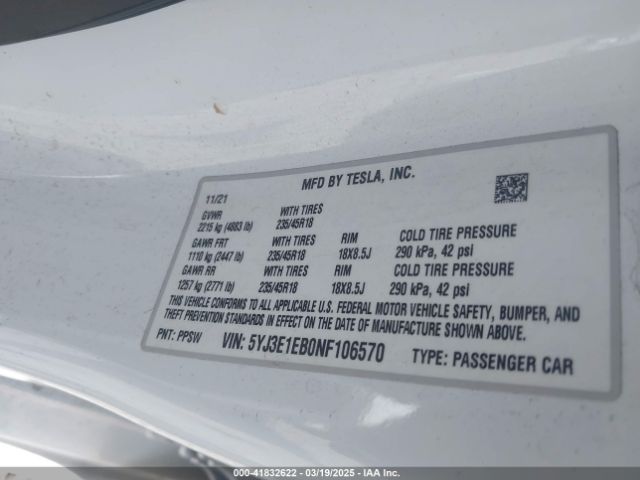 MFD BY TESLA, INC.
11/21
GVWR WITH TIRES
2215 kg (4883 lb) 235/45R18
GAWR FRT WITH TIRES RIM COLD TIRE PRESSURE
1110 kg (2447 lb) 235/45R18 18X8.5J 290 kPa, 42 psi
GAWR RR WITH TIRES RIM COLD TIRE PRESSURE
1257 kg (2771 lb) 235/45R18 18X8.5J 290 kPa, 42 psi
THIS VEHICLE CONFORMS TO ALL APPLICABLE U.S. FEDERAL MOTOR VEHICLE SAFETY, BUMPER, AND
THEFT PREVENTION STANDARDS IN EFFECT ON THE DATE OF MANUFACTURE SHOWN ABOVE.
PNT: PPSW VIN: 5YJ3E1EB0NF106570 TYPE: PASSENGER CAR
© - 41832622 - 03/19/2025 - IAA Inc.